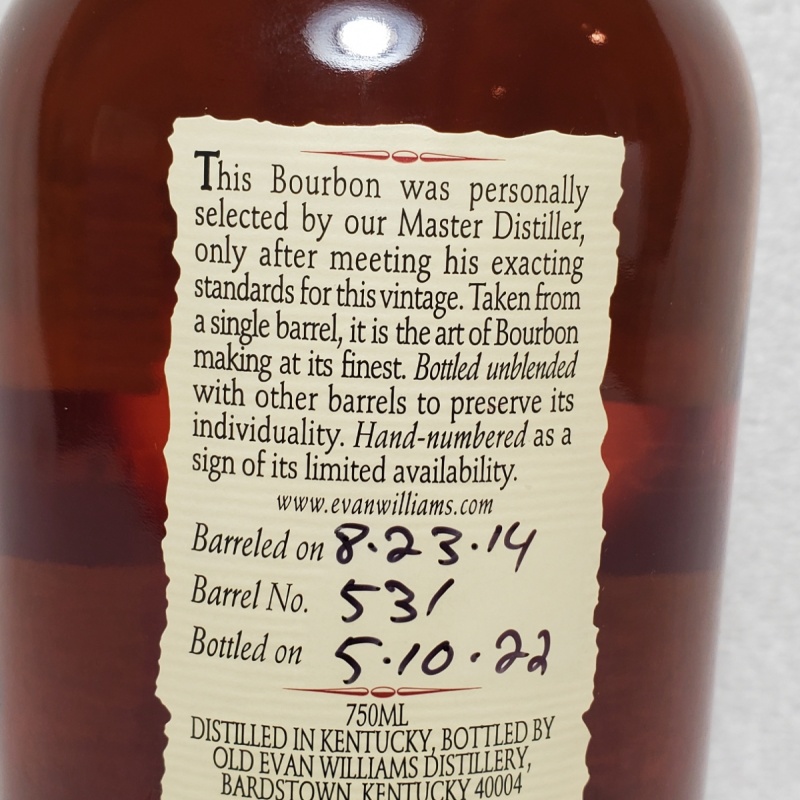 This Bourbon was personally
selected by our Master Distiller,
only after meeting his exacting
standards for this vintage. Taken from
a single barrel, it is the art of Bourbon
making at its finest. Bottled unblended
with other barrels to preserve its
individuality. Hand-numbered as a
sign of its limited availability.
www.evanwilliams.com
Barreled on 8.23.14
Barrel No. 531
Bottled on 5.10.22
750ML
DISTILLED IN KENTUCKY, BOTTLED BY
OLD EVAN WILLIAMS DISTILLERY,
BARDSTOWN, KENTUCKY 40004